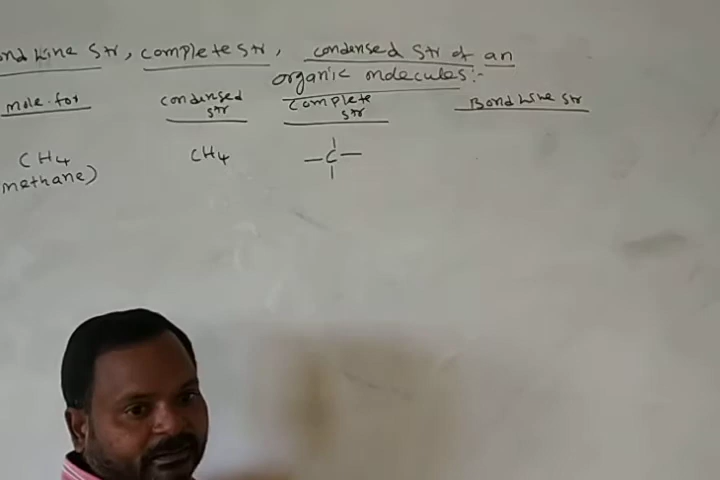 ond Line Str, complete str, condensed Str of an
organic molecules:-
mole. for
condensed
str
complete
str
Bond Line Str
CH4
(methane)
CH4
-C-